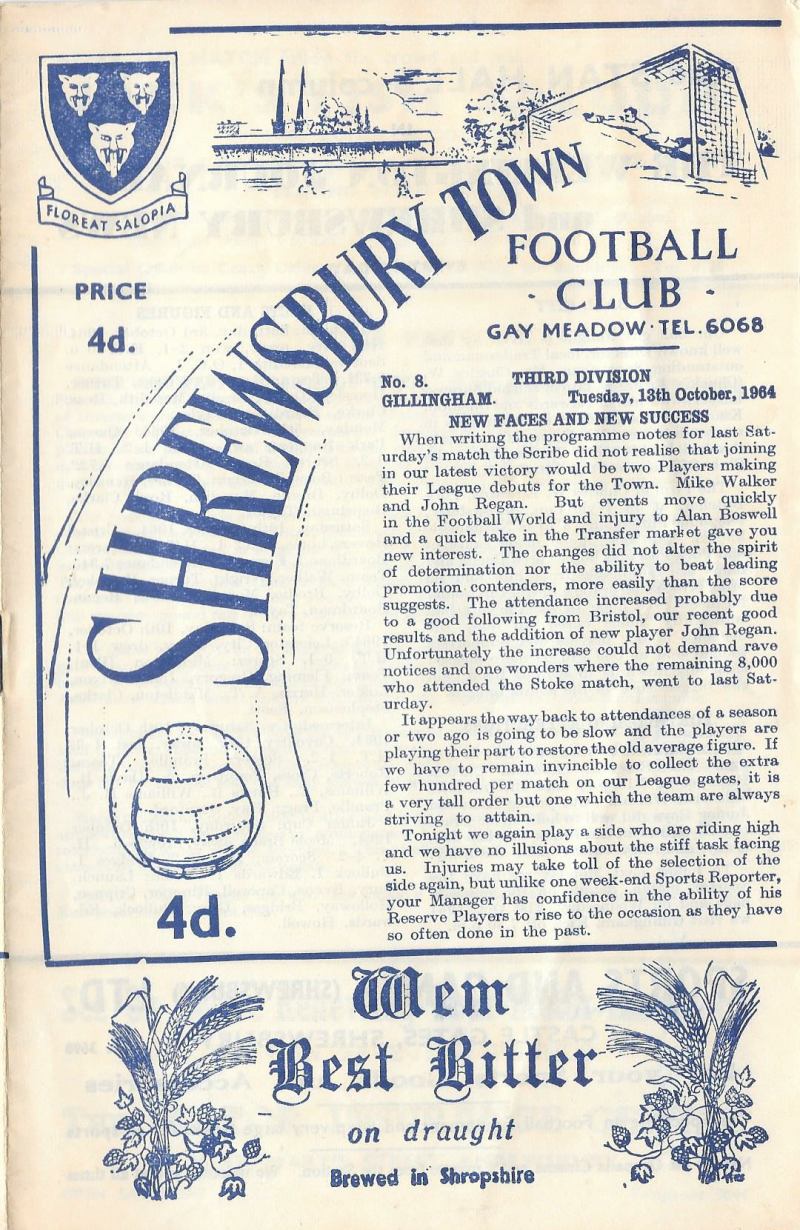 FLOREAT SALOPIA
SHREWSBURY TOWN
FOOTBALL
CLUB
GAY MEADOW · TEL. 6068
PRICE
4d.
No. 8. THIRD DIVISION
GILLINGHAM. Tuesday, 13th October, 1964
NEW FACES AND NEW SUCCESS
When writing the programme notes for last Sat-
urday's match the Scribe did not realise that joining
in our latest victory would be two Players making
their League debuts for the Town. Mike Walker
and John Regan. But events move quickly
in the Football World and injury to Alan Boswell
and a quick take in the Transfer market gave you
new interest. The changes did not alter the spirit
of determination nor the ability to beat leading
promotion contenders, more easily than the score
suggests. The attendance increased probably due
to a good following from Bristol, our recent good
results and the addition of new player John Regan.
Unfortunately the increase could not demand rave
notices and one wonders where the remaining 8,000
who attended the Stoke match, went to last Sat-
urday.
It appears the way back to attendances of a season
or two ago is going to be slow and the players are
playing their part to restore the old average figure. If
we have to remain invincible to collect the extra
few hundred per match on our League gates, it is
a very tall order but one which the team are always
striving to attain.
Tonight we again play a side who are riding high
and we have no illusions about the stiff task facing
us. Injuries may take toll of the selection of the
side again, but unlike one week-end Sports Reporter,
your Manager has confidence in the ability of his
Reserve Players to rise to the occasion as they have
so often done in the past.
4d.
Wem
Best Bitter
on draught
Brewed in Shropshire